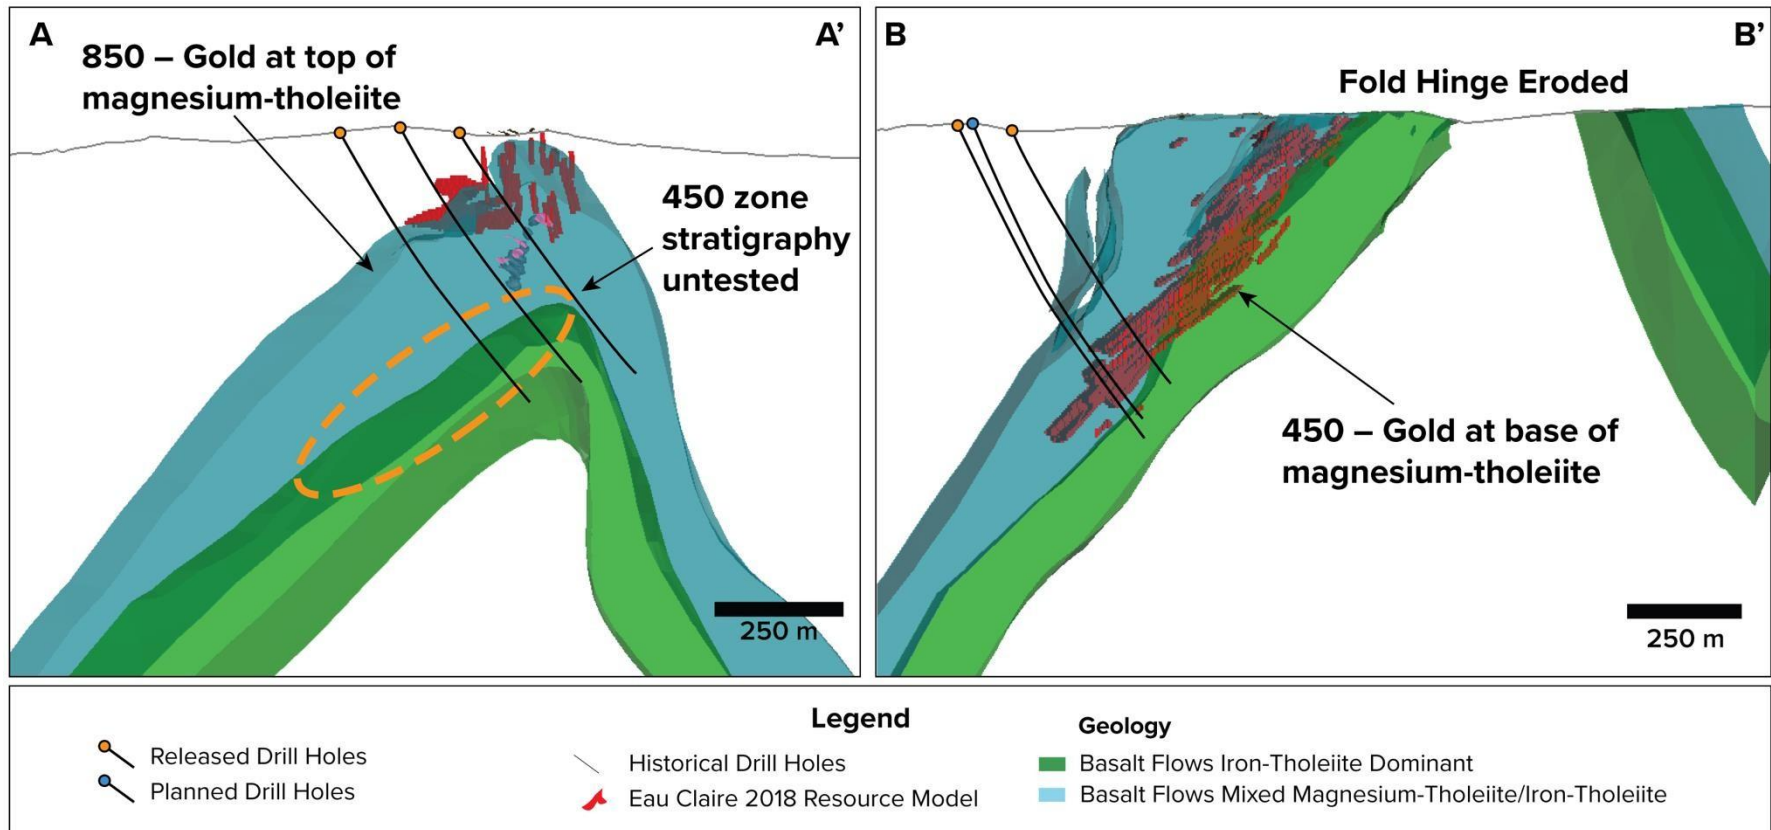 A
A’
850 – Gold at top of
magnesium-tholeiite
450 zone
stratigraphy
untested
250 m
B
B’
Fold Hinge Eroded
450 – Gold at base of
magnesium-tholeiite
250 m
Legend
Released Drill Holes
Planned Drill Holes
Historical Drill Holes
Eau Claire 2018 Resource Model
Geology
Basalt Flows Iron-Tholeiite Dominant
Basalt Flows Mixed Magnesium-Tholeiite/Iron-Tholeiite